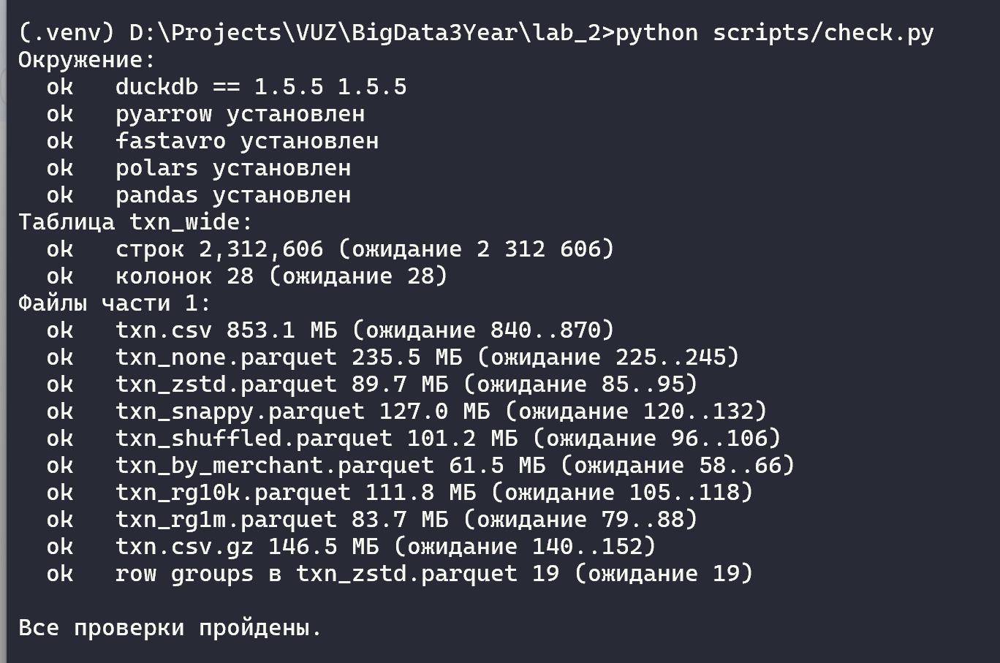 (.venv) D:\Projects\VUZ\BigData3Year\lab_2>python scripts/check.py
Окружение:
ok duckdb == 1.5.5 1.5.5
ok pyarrow установлен
ok fastavro установлен
ok polars установлен
ok pandas установлен
Таблица txn_wide:
ok строк 2,312,606 (ожидание 2 312 606)
ok колонок 28 (ожидание 28)
Файлы части 1:
ok txn.csv 853.1 МБ (ожидание 840..870)
ok txn_none.parquet 235.5 МБ (ожидание 225..245)
ok txn_zstd.parquet 89.7 МБ (ожидание 85..95)
ok txn_snappy.parquet 127.0 МБ (ожидание 120..132)
ok txn_shuffled.parquet 101.2 МБ (ожидание 96..106)
ok txn_by_merchant.parquet 61.5 МБ (ожидание 58..66)
ok txn_rg10k.parquet 111.8 МБ (ожидание 105..118)
ok txn_rg1m.parquet 83.7 МБ (ожидание 79..88)
ok txn.csv.gz 146.5 МБ (ожидание 140..152)
ok row groups в txn_zstd.parquet 19 (ожидание 19)
Все проверки пройдены.